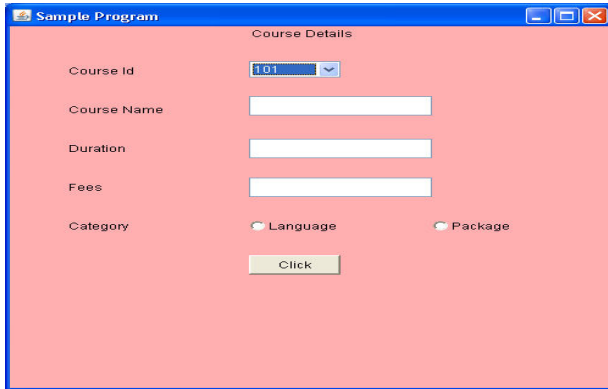 Sample Program
Course Details
Course Id 101
Course Name
Duration
Fees
Category Language Package
Click